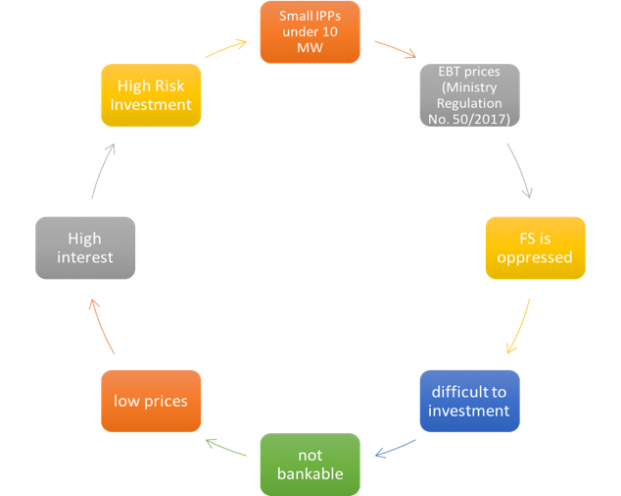 Small IPPs
under 10
MW
EBT prices
(Ministry
Regulation
No. 50/2017)
FS is
oppressed
difficult to
investment
not
bankable
low prices
High
interest
High Risk
Investment